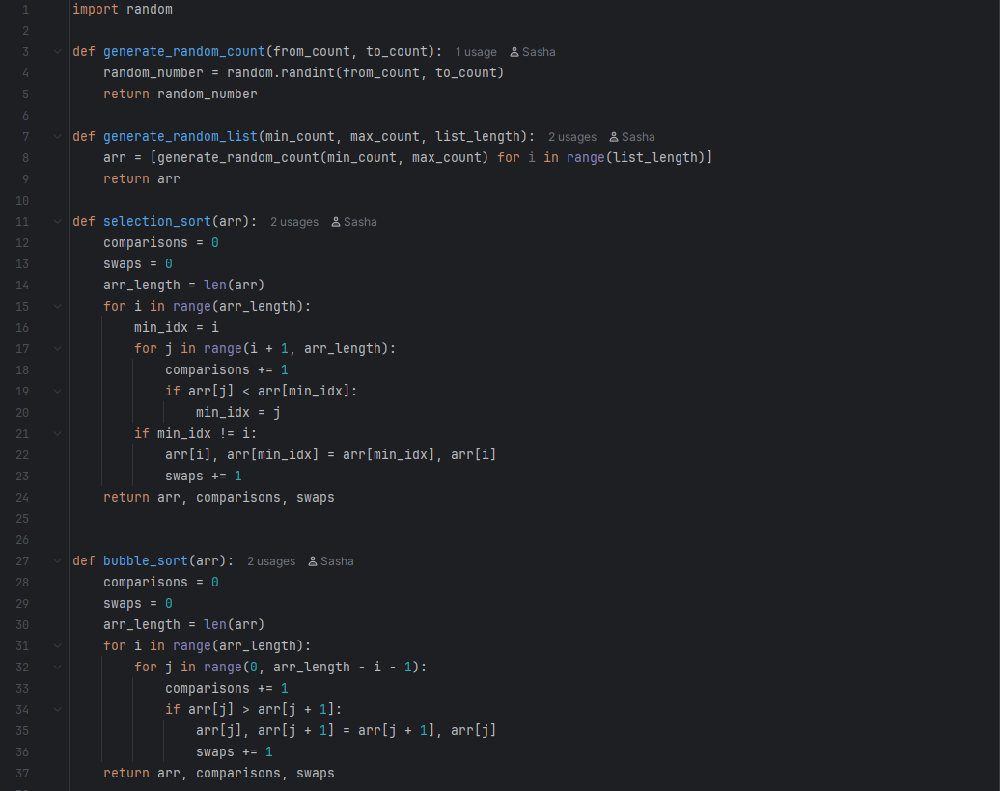 1 import random
2
3 def generate_random_count(from_count, to_count): 1 usage Sasha
4     random_number = random.randint(from_count, to_count)
5     return random_number
6
7 def generate_random_list(min_count, max_count, list_length): 2 usages Sasha
8     arr = [generate_random_count(min_count, max_count) for i in range(list_length)]
9     return arr
10
11 def selection_sort(arr): 2 usages Sasha
12     comparisons = 0
13     swaps = 0
14     arr_length = len(arr)
15     for i in range(arr_length):
16         min_idx = i
17         for j in range(i + 1, arr_length):
18             comparisons += 1
19             if arr[j] < arr[min_idx]:
20                 min_idx = j
21         if min_idx != i:
22             arr[i], arr[min_idx] = arr[min_idx], arr[i]
23             swaps += 1
24     return arr, comparisons, swaps
25
26
27 def bubble_sort(arr): 2 usages Sasha
28     comparisons = 0
29     swaps = 0
30     arr_length = len(arr)
31     for i in range(arr_length):
32         for j in range(0, arr_length - i - 1):
33             comparisons += 1
34             if arr[j] > arr[j + 1]:
35                 arr[j], arr[j + 1] = arr[j + 1], arr[j]
36                 swaps += 1
37     return arr, comparisons, swaps